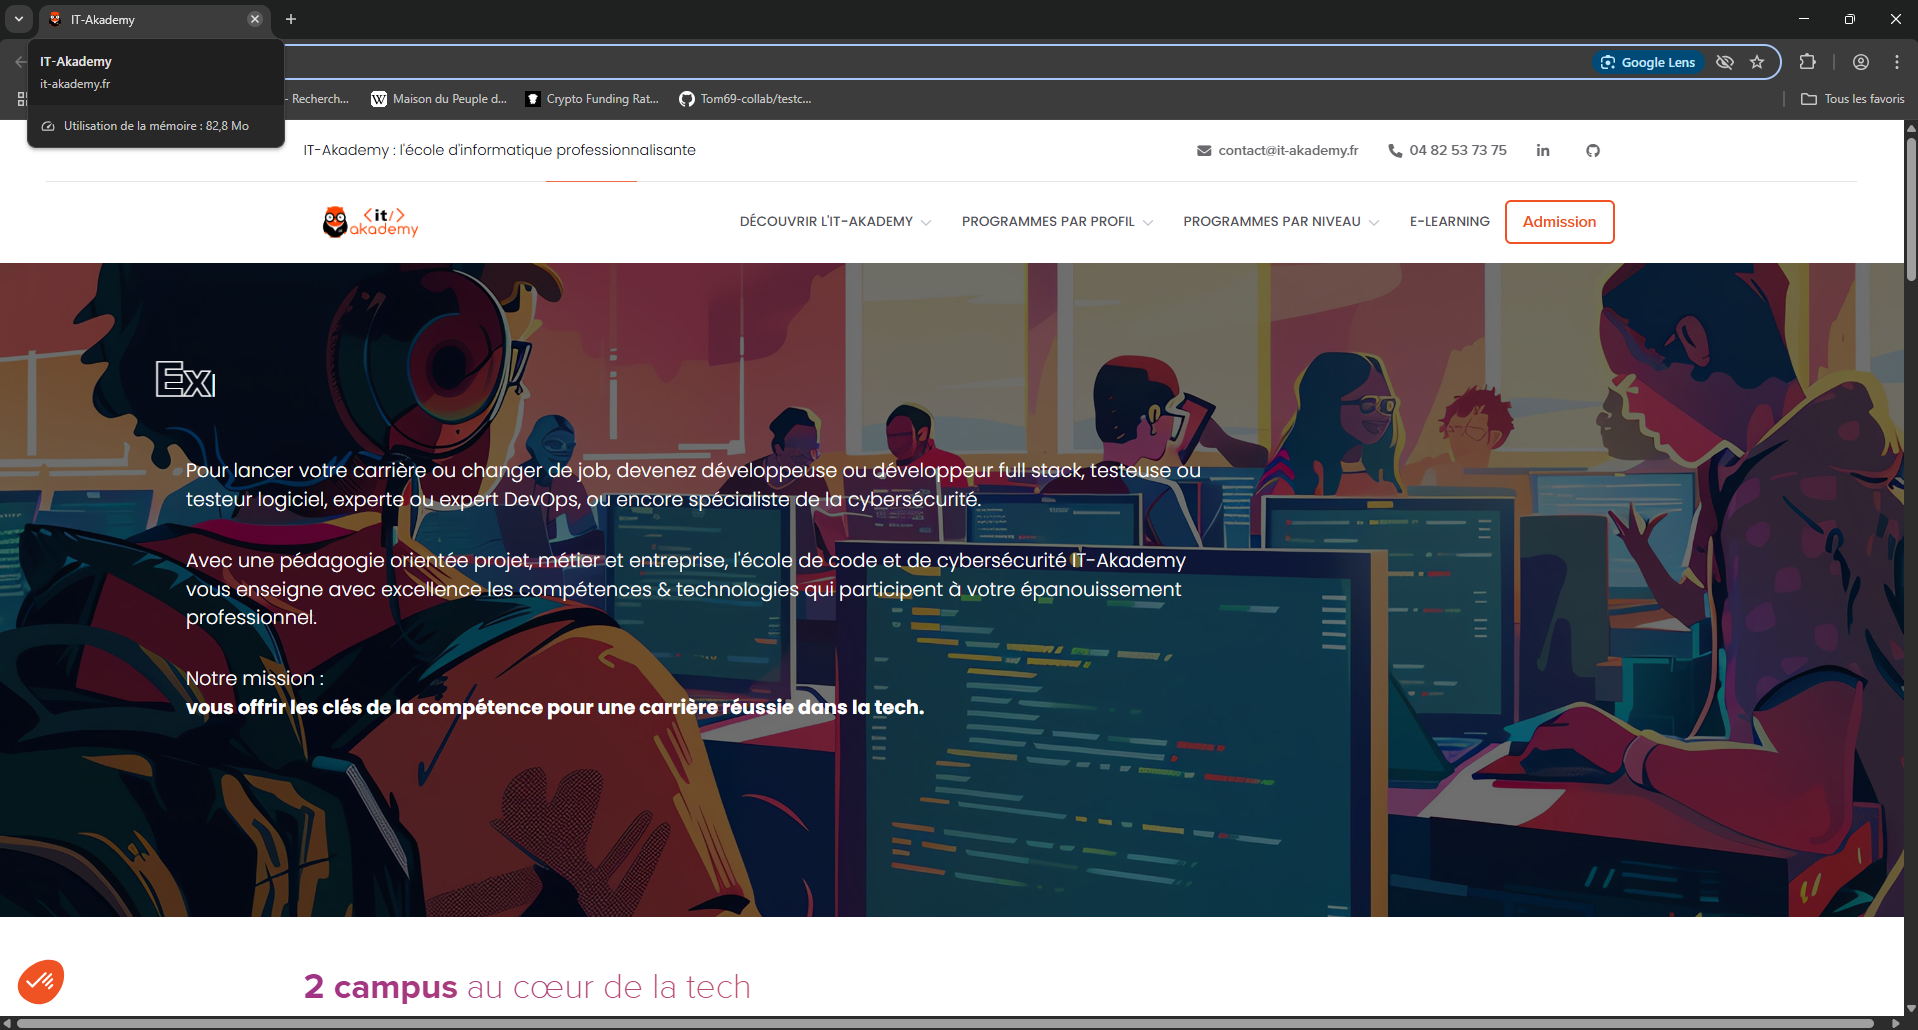 IT-Akademy
IT-Akademy
it-akademy.fr
Google Lens
Utilisation de la mémoire : 82,8 Mo
- Recherch...
Maison du Peuple d...
Crypto Funding Rat...
Tom69-collab/testc...
Tous les favoris
IT-Akademy : l'école d'informatique professionnalisante
contact@it-akademy.fr
04 82 53 73 75
<it/>
akademy
DÉCOUVRIR L'IT-AKADEMY
PROGRAMMES PAR PROFIL
PROGRAMMES PAR NIVEAU
E-LEARNING
Admission
Ex
Pour lancer votre carrière ou changer de job, devenez développeuse ou développeur full stack, testeuse ou
testeur logiciel, experte ou expert DevOps, ou encore spécialiste de la cybersécurité.
Avec une pédagogie orientée projet, métier et entreprise, l'école de code et de cybersécurité IT-Akademy
vous enseigne avec excellence les compétences & technologies qui participent à votre épanouissement
professionnel.
Notre mission :
vous offrir les clés de la compétence pour une carrière réussie dans la tech.
2 campus au cœur de la tech